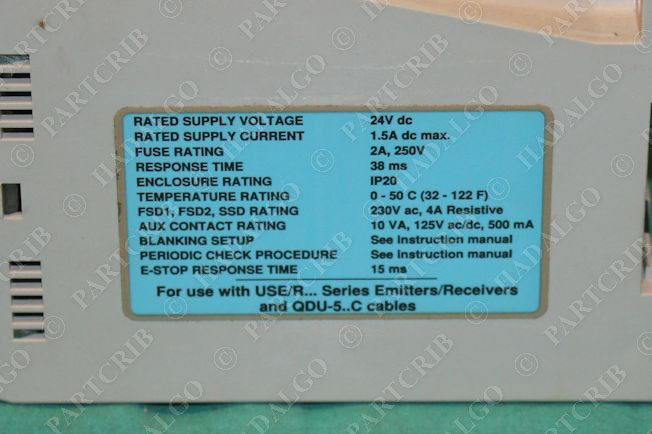 RATED SUPPLY VOLTAGE 24V dc
RATED SUPPLY CURRENT 1.5A dc max.
FUSE RATING 2A, 250V
RESPONSE TIME 38 ms
ENCLOSURE RATING IP20
TEMPERATURE RATING 0 - 50 C (32 - 122 F)
FSD1, FSD2, SSD RATING 230V ac, 4A Resistive
AUX CONTACT RATING 10 VA, 125V ac/dc, 500 mA
BLANKING SETUP See Instruction manual
PERIODIC CHECK PROCEDURE See Instruction manual
E-STOP RESPONSE TIME 15 ms
For use with USE/R... Series Emitters/Receivers
and QDU-5..C cables
© PARTCRIB
© HADALGO